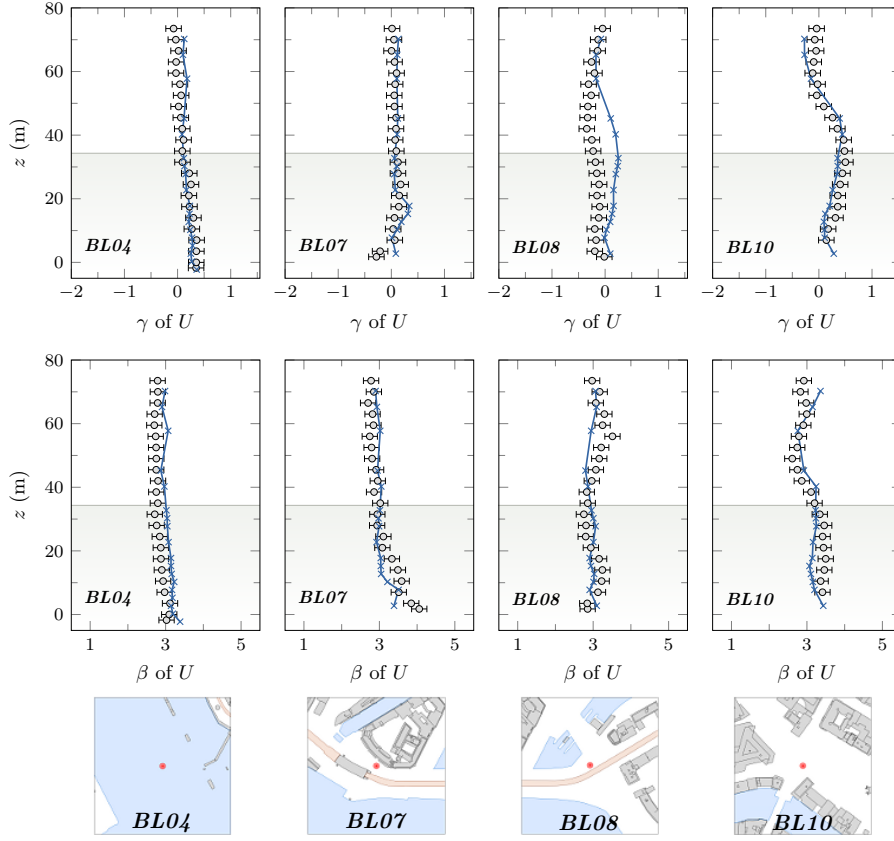 80
60
40
20
0
z (m)
BL04
BL07
BL08
BL10
−2 −1 0 1
−2 −1 0 1
−2 −1 0 1
−2 −1 0 1
γ of U
γ of U
γ of U
γ of U
80
60
40
20
0
z (m)
BL04
BL07
BL08
BL10
1 3 5
1 3 5
1 3 5
1 3 5
β of U
β of U
β of U
β of U
BL04
BL07
BL08
BL10